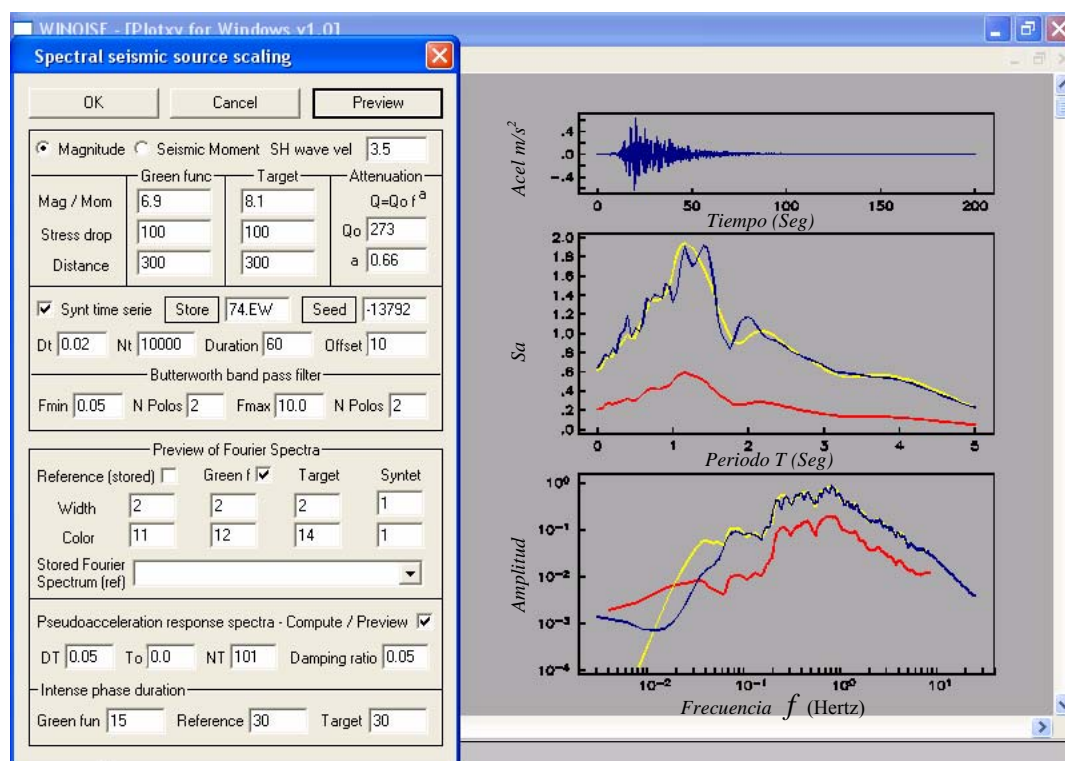 WINOISE - [Plotxy for Windows v1.0]
Spectral seismic source scaling
OK Cancel Preview
Magnitude Seismic Moment SH wave vel 3.5
Green func Target Attenuation
Mag / Mom 6.9 8.1 Q=Qo f a
Stress drop 100 100 Qo 273
Distance 300 300 a 0.66
Synt time serie Store 74.EW Seed -13792
Dt 0.02 Nt 10000 Duration 60 Offset 10
Butterworth band pass filter
Fmin 0.05 N Polos 2 Fmax 10.0 N Polos 2
Preview of Fourier Spectra
Reference (stored) Green f Target Syntet
Width 2 2 2 1
Color 11 12 14 1
Stored Fourier
Spectrum (ref)
Pseudoacceleration response spectra - Compute / Preview
DT 0.05 To 0.0 NT 101 Damping ratio 0.05
Intense phase duration
Green fun 15 Reference 30 Target 30
Acel m/s²
.4
.0
-.4
0 50 100 150 200
Tiempo (Seg)
Sa
2.0
1.8
1.6
1.4
1.2
1.0
.8
.6
.4
.2
.0
0 1 2 3 4 5
Periodo T (Seg)
Amplitud
10⁰
10⁻¹
10⁻²
10⁻³
10⁻⁴
10⁻² 10⁻¹ 10⁰ 10¹
Frecuencia f (Hertz)